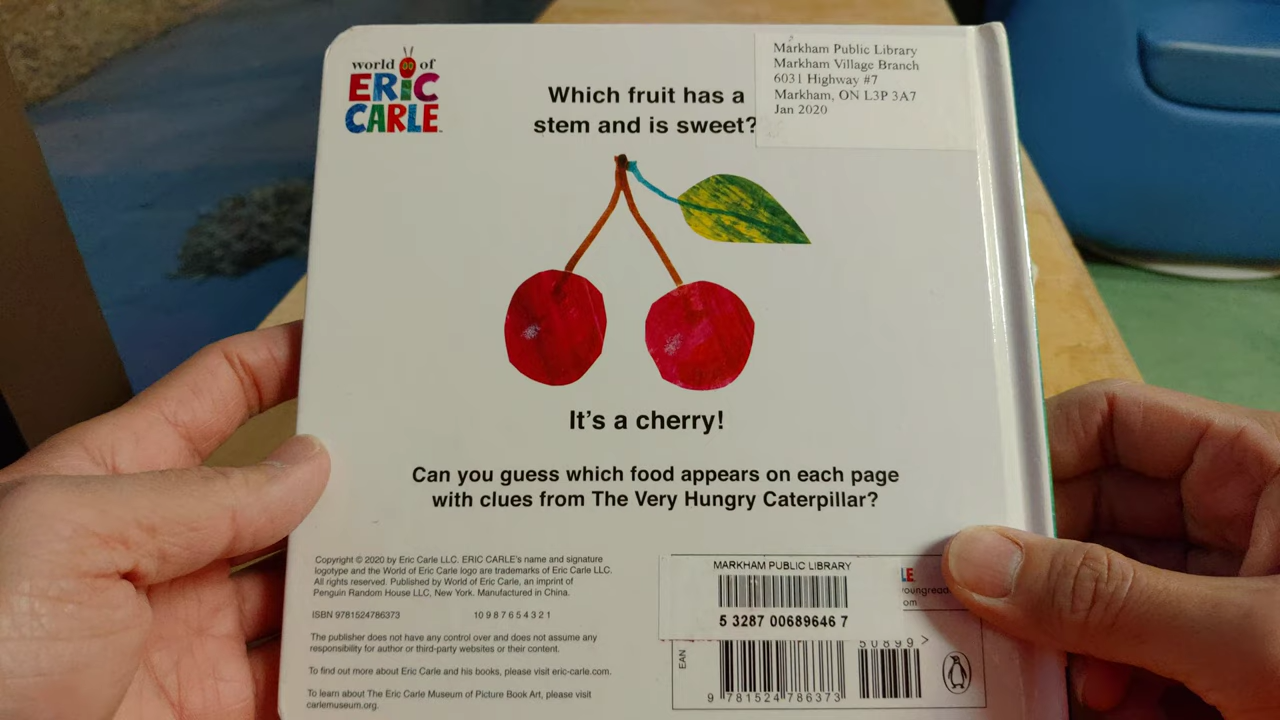 world of
ERIC
CARLE
Which fruit has a
stem and is sweet?
Markham Public Library
Markham Village Branch
6031 Highway #7
Markham, ON L3P 3A7
Jan 2020
It's a cherry!
Can you guess which food appears on each page
with clues from The Very Hungry Caterpillar?
Copyright © 2020 by Eric Carle LLC. ERIC CARLE's name and signature
logotype and the World of Eric Carle logo are trademarks of Eric Carle LLC.
All rights reserved. Published by World of Eric Carle, an imprint of
Penguin Random House LLC, New York. Manufactured in China.
ISBN 9781524786373 10 9 8 7 6 5 4 3 2 1
The publisher does not have any control over and does not assume any
responsibility for author or third-party websites or their content.
To find out more about Eric Carle and his books, please visit eric-carle.com.
To learn about The Eric Carle Museum of Picture Book Art, please visit
carlemuseum.org.
MARKHAM PUBLIC LIBRARY
5 3287 00689646 7
LE
youngread
om
50899>
EAN
9 781524 786373